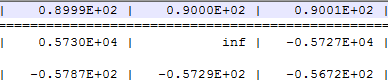 | 0.8999E+02 | 0.9000E+02 | 0.9001E+02 |
==================================================
| 0.5730E+04 | inf | -0.5727E+04 |
-0.5787E+02 | -0.5729E+02 | -0.5672E+02 |